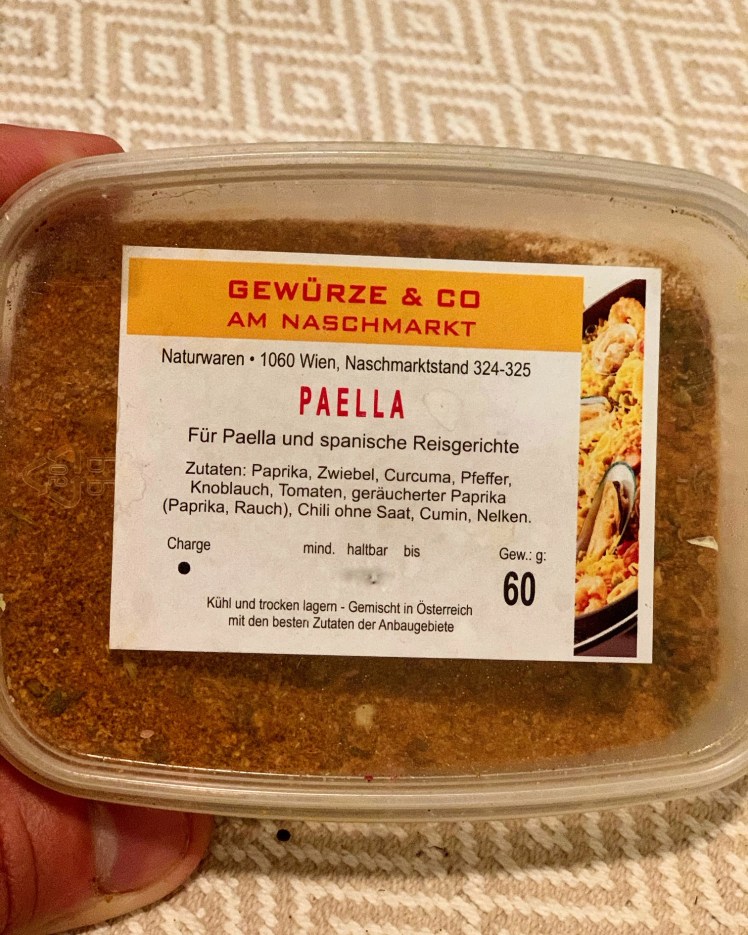 GEWÜRZE & CO
AM NASCHMARKT
Naturwaren • 1060 Wien, Naschmarktstand 324-325
PAELLA
Für Paella und spanische Reisgerichte
Zutaten: Paprika, Zwiebel, Curcuma, Pfeffer,
Knoblauch, Tomaten, geräucherter Paprika
(Paprika, Rauch), Chili ohne Saat, Cumin, Nelken.
Charge mind. haltbar bis Gew.: g:
60
Kühl und trocken lagern - Gemischt in Österreich
mit den besten Zutaten der Anbaugebiete